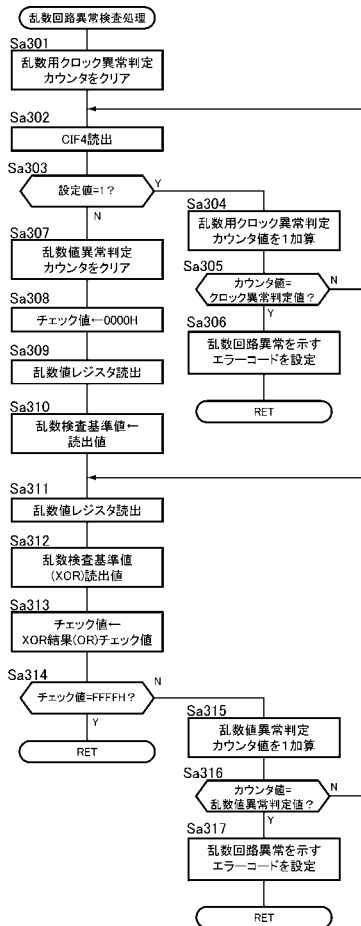 乱数回路異常検査処理
Sa301
乱数用クロック異常判定
カウンタをクリア
Sa302
CIF4読出
Sa303
設定値=1?
Y
N
Sa304
乱数用クロック異常判定
カウンタ値を1加算
Sa305
カウンタ値=
クロック異常判定値?
N
Y
Sa306
乱数回路異常を示す
エラーコードを設定
RET
Sa307
乱数値異常判定
カウンタをクリア
Sa308
チェック値←0000H
Sa309
乱数値レジスタ読出
Sa310
乱数検査基準値←
読出値
Sa311
乱数値レジスタ読出
Sa312
乱数検査基準値
(XOR)読出値
Sa313
チェック値←
XOR結果(OR)チェック値
Sa314
チェック値=FFFFH?
N
Y
RET
Sa315
乱数値異常判定
カウンタ値を1加算
Sa316
カウンタ値=
乱数値異常判定値?
N
Y
Sa317
乱数回路異常を示す
エラーコードを設定
RET